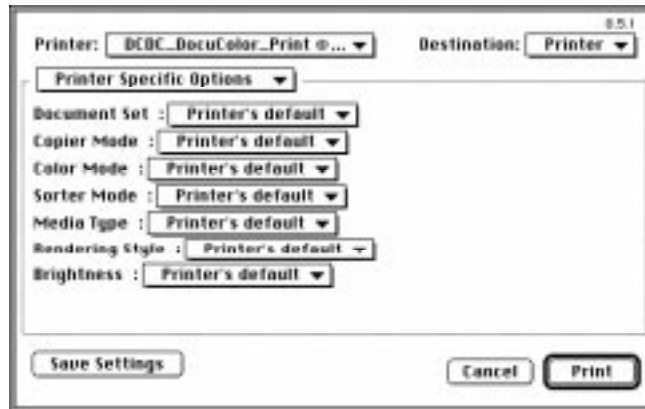 8.5.1
Printer: DCOC_DocuColor_Print @... Destination: Printer
Printer Specific Options
Document Set : Printer's default
Copier Mode : Printer's default
Color Mode : Printer's default
Sorter Mode : Printer's default
Media Type : Printer's default
Rendering Style : Printer's default
Brightness : Printer's default
Save Settings Cancel Print